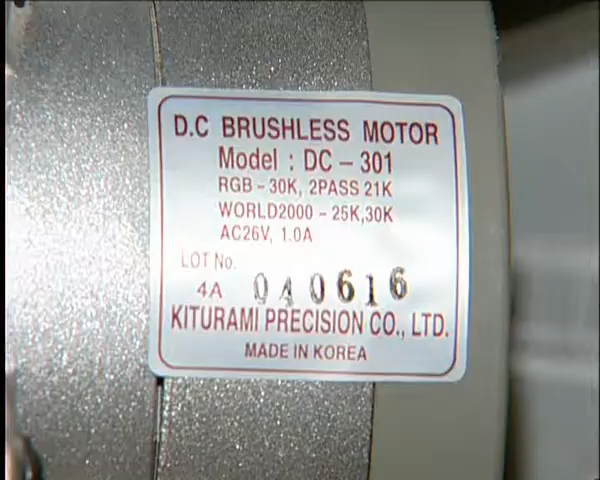 D.C BRUSHLESS MOTOR
Model : DC - 301
RGB - 30K, 2PASS 21K
WORLD2000 - 25K,30K
AC26V, 1.0A
LOT No.
4A 040616
KITURAMI PRECISION CO., LTD.
MADE IN KOREA